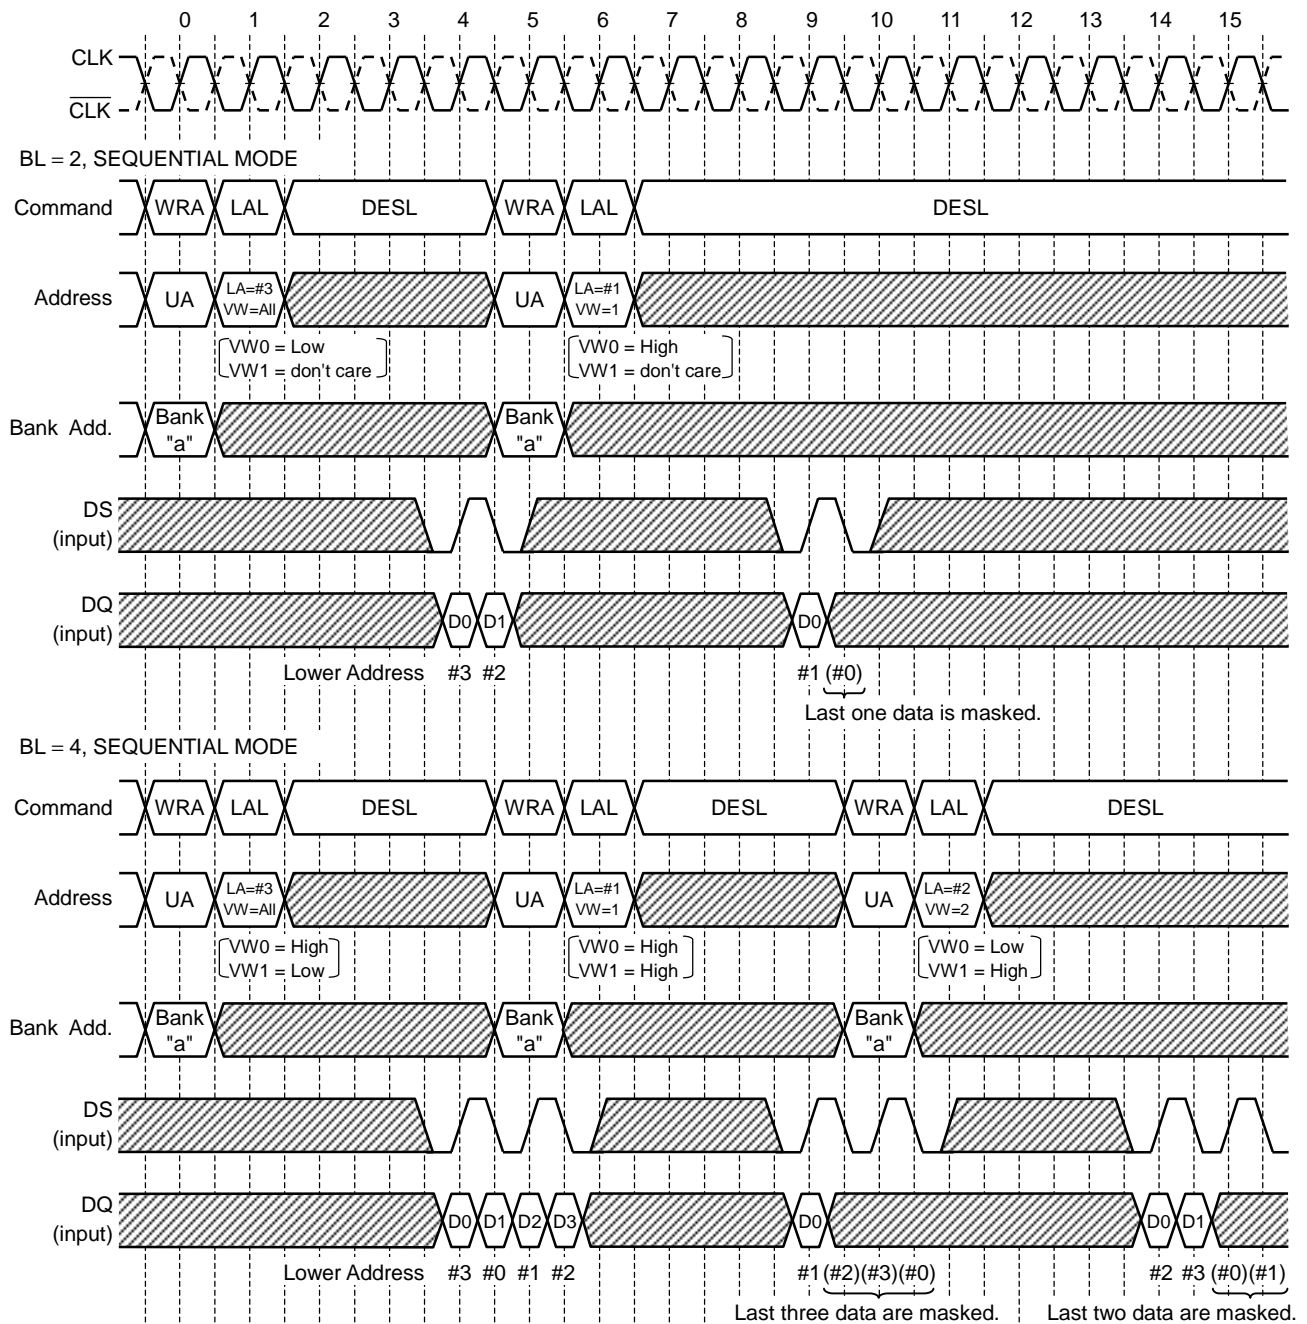 0 1 2 3 4 5 6 7 8 9 10 11 12 13 14 15
CLK
CLK
BL = 2, SEQUENTIAL MODE
Command WRA LAL DESL WRA LAL DESL
Address UA LA=#3 VW=All UA LA=#1 VW=1
VW0 = Low VW0 = High
VW1 = don't care VW1 = don't care
Bank Add. Bank "a" Bank "a"
DS (input)
DQ (input) D0 D1 D0
Lower Address #3 #2 #1 (#0)
Last one data is masked.
BL = 4, SEQUENTIAL MODE
Command WRA LAL DESL WRA LAL DESL WRA LAL DESL
Address UA LA=#3 VW=All UA LA=#1 VW=1 UA LA=#2 VW=2
VW0 = High VW0 = High VW0 = Low
VW1 = Low VW1 = High VW1 = High
Bank Add. Bank "a" Bank "a" Bank "a"
DS (input)
DQ (input) D0 D1 D2 D3 D0 D0 D1
Lower Address #3 #0 #1 #2 #1 (#2)(#3)(#0) #2 #3 (#0)(#1)
Last three data are masked. Last two data are masked.